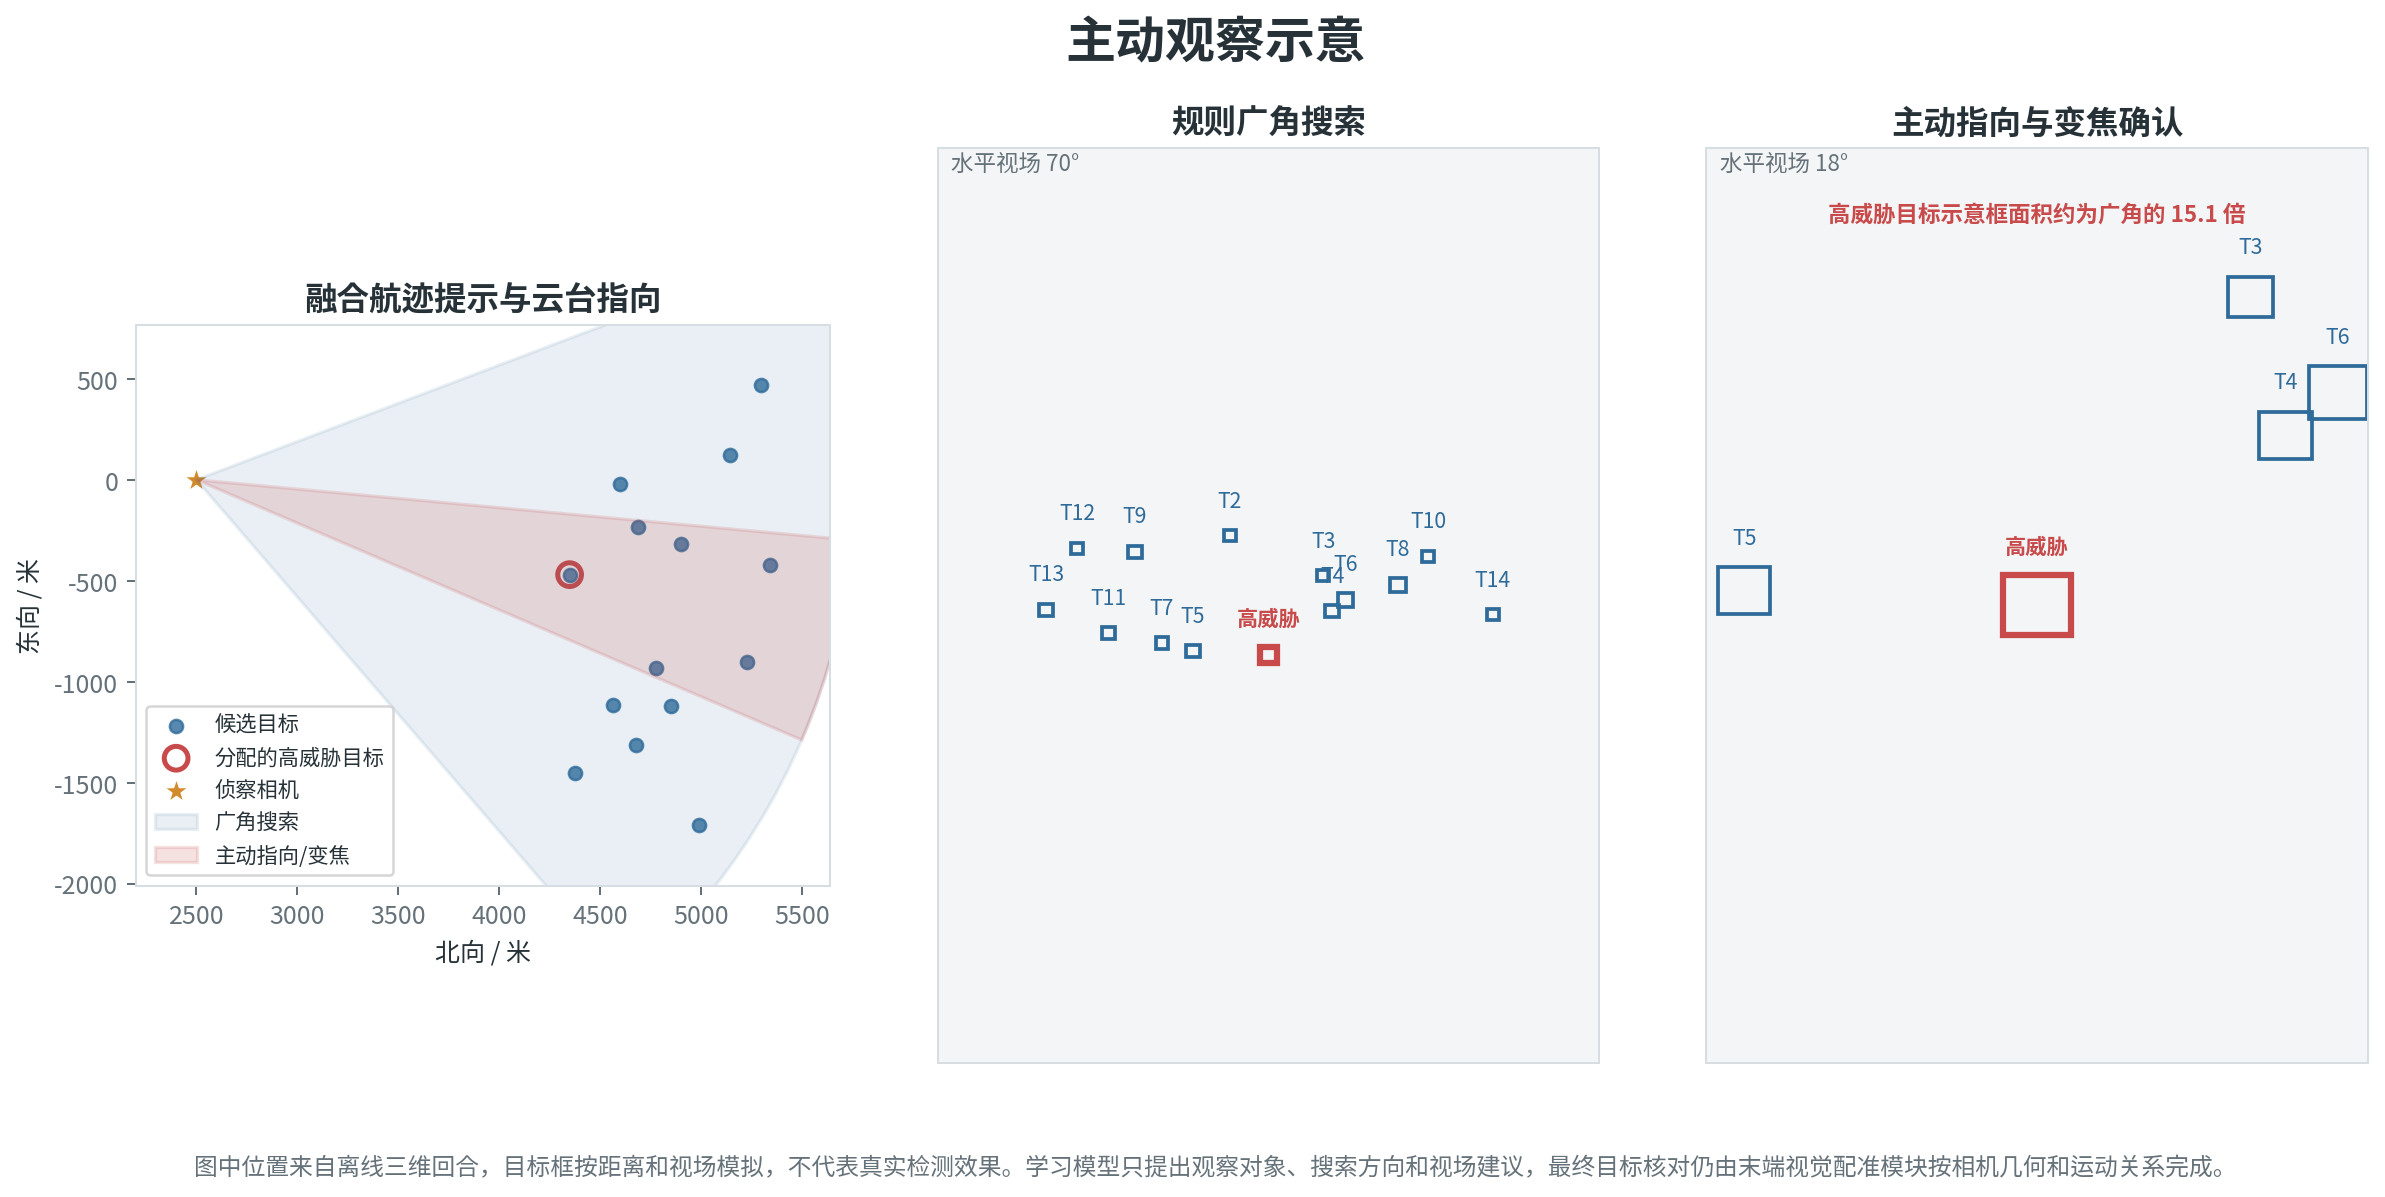 主动观察示意
融合航迹提示与云台指向
500
0
-500
-1000
-1500
-2000
东向 / 米
2500 3000 3500 4000 4500 5000 5500
北向 / 米
候选目标
分配的高威胁目标
侦察相机
广角搜索
主动指向/变焦
规则广角搜索
水平视场 70°
T12
T9
T2
T3
T10
T13
T6
T8
T4
T14
T11
T7
T5
高威胁
主动指向与变焦确认
水平视场 18°
高威胁目标示意框面积约为广角的 15.1 倍
T3
T6
T4
T5
高威胁
图中位置来自离线三维回合，目标框按距离和视场模拟，不代表真实检测效果。学习模型只提出观察对象、搜索方向和视场建议，最终目标核对仍由末端视觉配准模块按相机几何和运动关系完成。